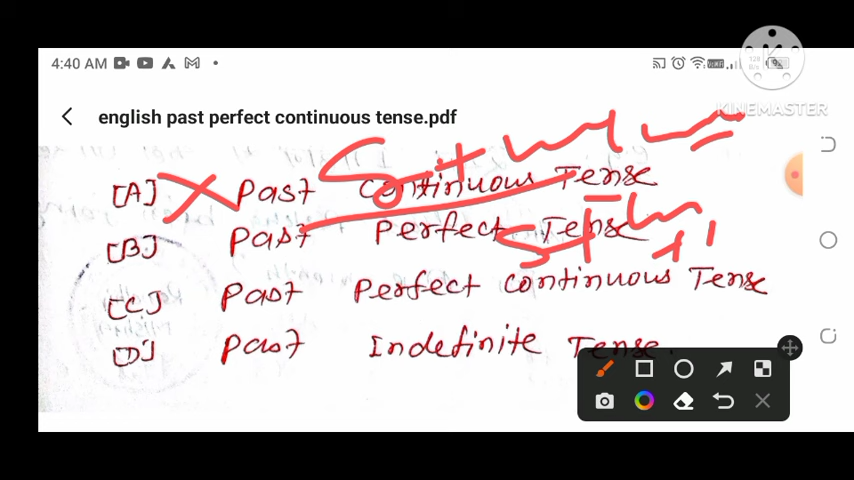 4:40 AM
KINEMASTER
english past perfect continuous tense.pdf
[A] Past Continuous Tense
[B] Past Perfect Tense
[C] Past Perfect continuous Tense
[D] Past Indefinite Tense.